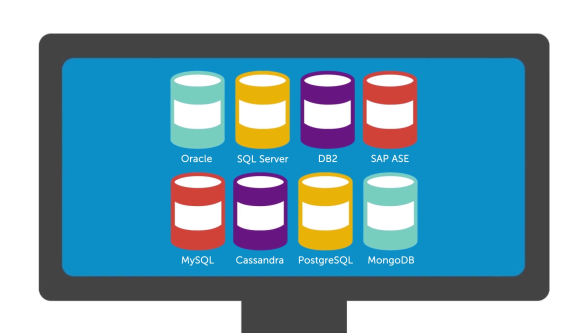 Oracle SQL Server DB2 SAP ASE
MySQL Cassandra PostgreSQL MongoDB